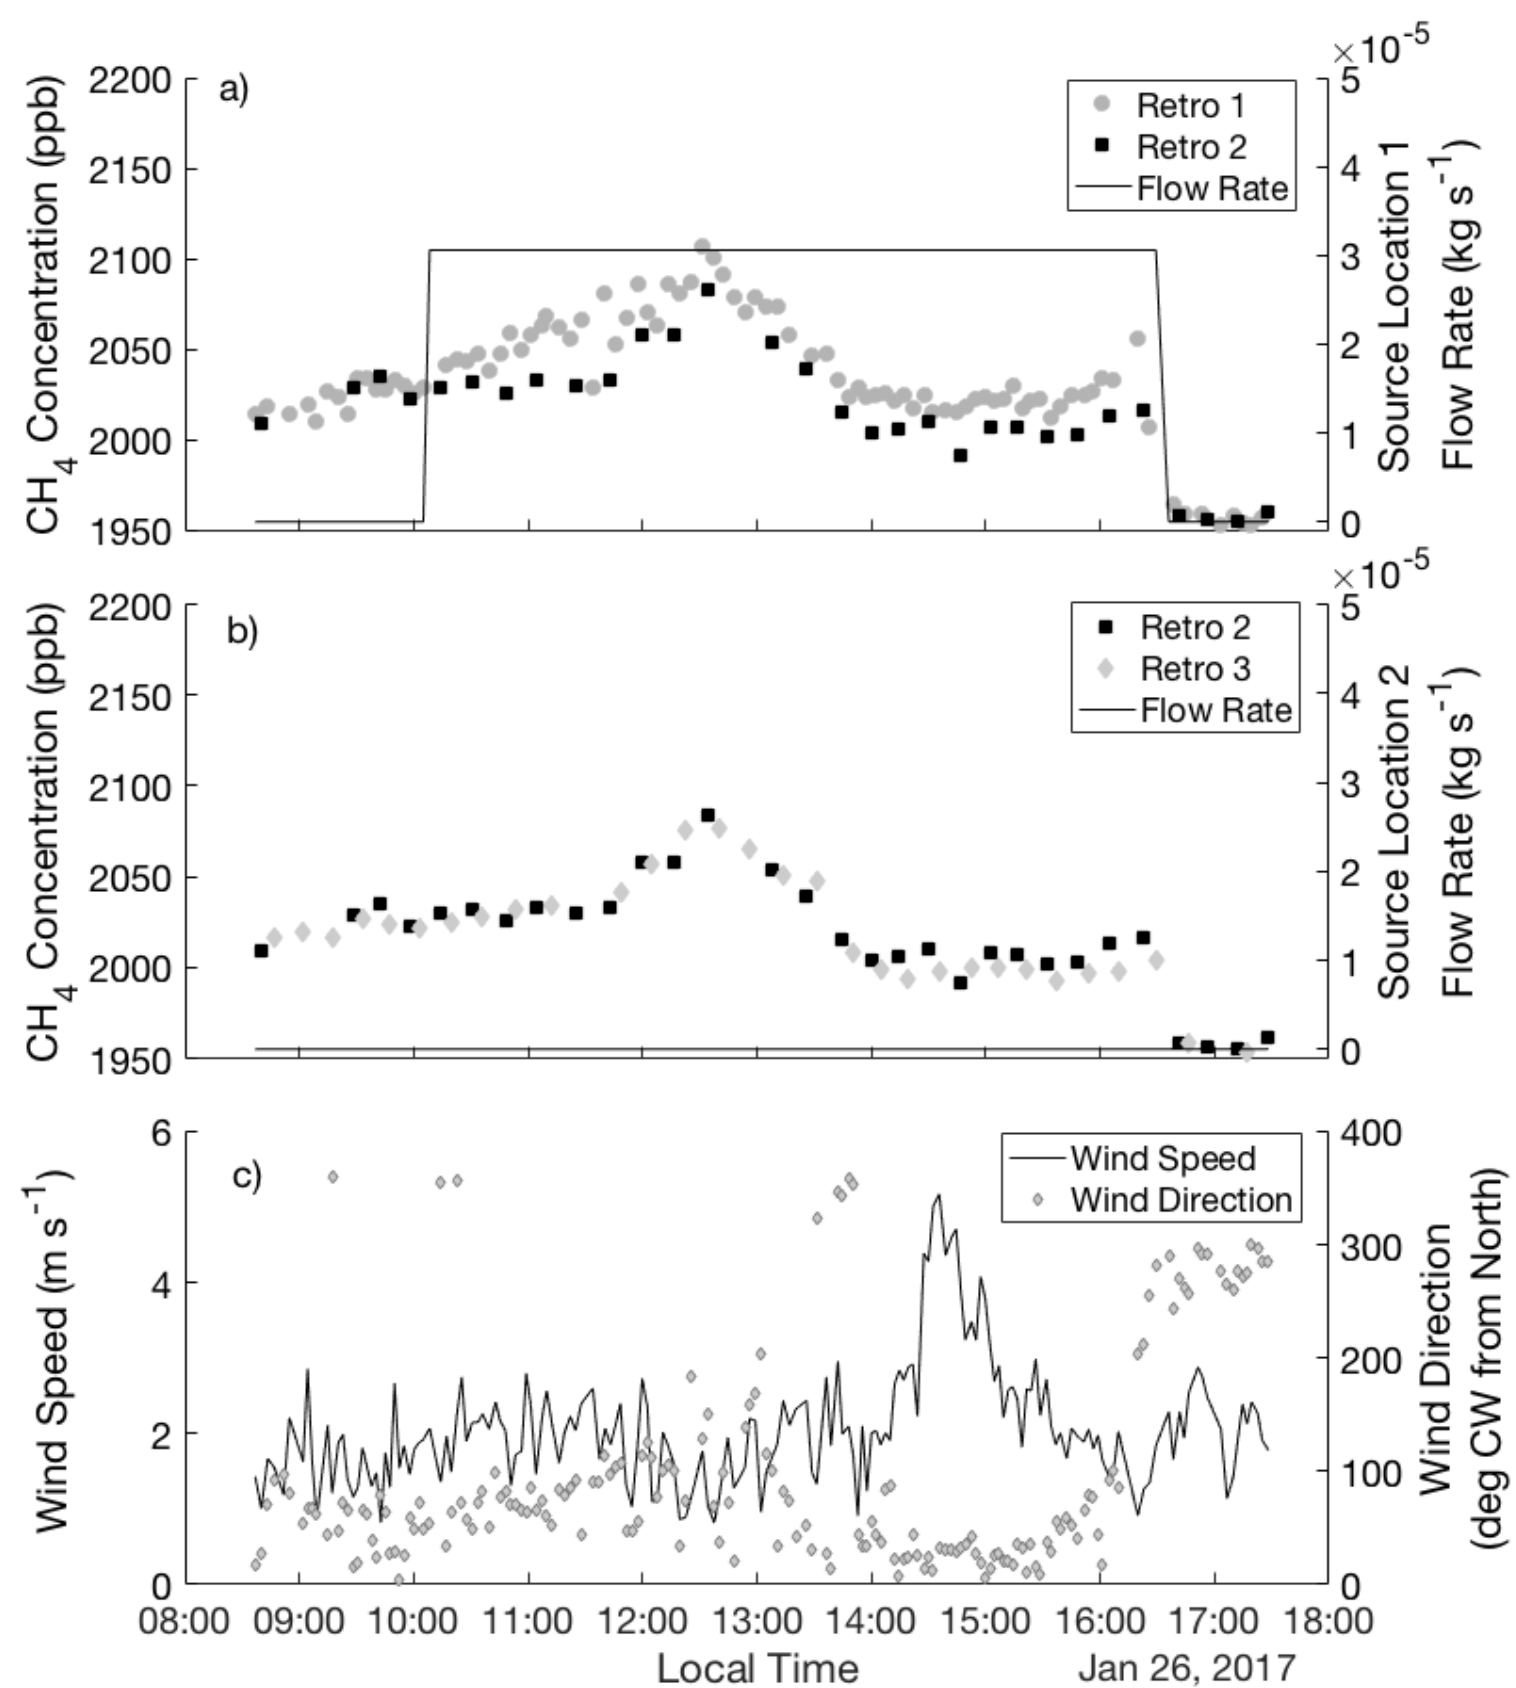 ×10-5
2200
2150
2100
2050
2000
1950
CH4 Concentration (ppb)
a)
Retro 1
Retro 2
Flow Rate
5
4
3
2
1
0
Source Location 1
Flow Rate (kg s-1)
×10-5
2200
2150
2100
2050
2000
1950
CH4 Concentration (ppb)
b)
Retro 2
Retro 3
Flow Rate
5
4
3
2
1
0
Source Location 2
Flow Rate (kg s-1)
6
4
2
0
Wind Speed (m s-1)
c)
Wind Speed
Wind Direction
400
300
200
100
0
Wind Direction
(deg CW from North)
08:00 09:00 10:00 11:00 12:00 13:00 14:00 15:00 16:00 17:00 18:00
Local Time
Jan 26, 2017